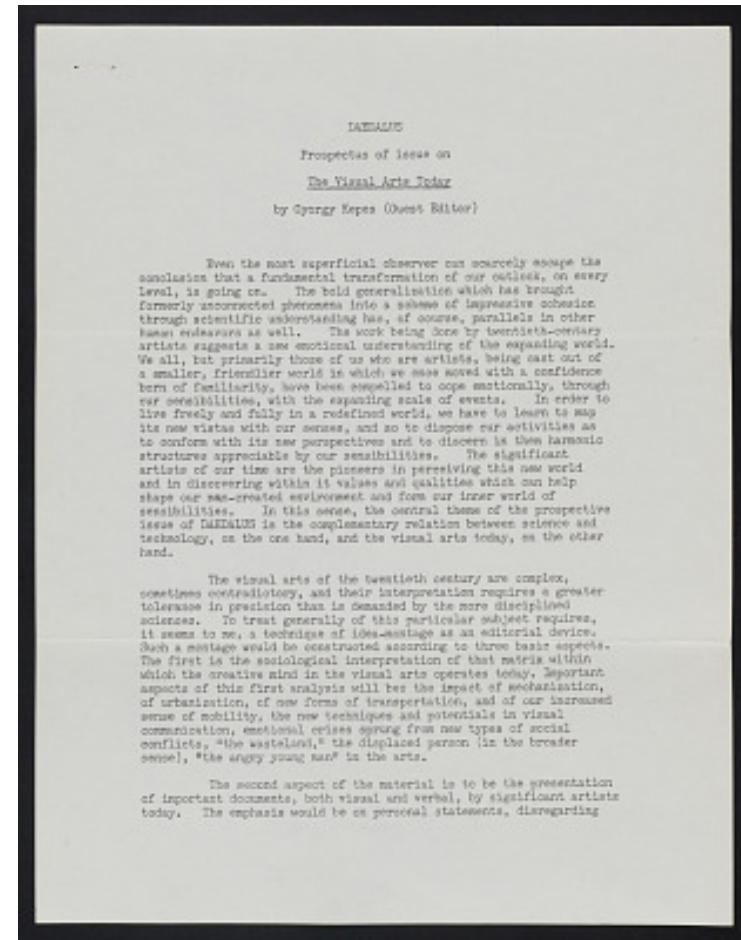 DAEDALUS
Prospectus of issue on
The Visual Arts Today
by Gyorgy Kepes (Guest Editor)
Even the most superficial observer can scarcely escape the
conclusion that a fundamental transformation of our outlook, on every
level, is going on. The bold generalization which has brought
formerly unconnected phenomena into a scheme of impressive cohesion
through scientific understanding has, of course, parallels in other
human endeavors as well. The work being done by twentieth-century
artists suggests a new emotional understanding of the expanding world.
We all, but primarily those of us who are artists, being cast out of
a smaller, friendlier world in which we once moved with a confidence
born of familiarity, have been compelled to cope emotionally, through
our sensibilities, with the expanding scale of events. In order to
live freely and fully in a redefined world, we have to learn to map
its new vistas with our senses, and so to dispose our activities as
to conform with its new perspectives and to discern in them harmonic
structures appreciable by our sensibilities. The significant
artists of our time are the pioneers in perceiving this new world
and in discovering within it values and qualities which can help
shape our man-created environment and form our inner world of
sensibilities. In this sense, the central theme of the prospective
issue of DAEDALUS is the complementary relation between science and
technology, on the one hand, and the visual arts today, on the other
hand.
The visual arts of the twentieth century are complex,
sometimes contradictory, and their interpretation requires a greater
tolerance in precision than is demanded by the more disciplined
sciences. To treat generally of this particular subject requires,
it seems to me, a technique of idea-montage as an editorial device.
Such a montage would be constructed according to three basic aspects.
The first is the sociological interpretation of that matrix within
which the creative mind in the visual arts operates today. Important
aspects of this first analysis will be: the impact of mechanization,
of urbanization, of new forms of transportation, and of our increased
sense of mobility, the new techniques and potentials in visual
communication, emotional crises sprung from new types of social
conflicts, "the wasteland," the displaced person (in the broader
sense), "the angry young man" in the arts.
The second aspect of the material is to be the presentation
of important documents, both visual and verbal, by significant artists
today. The emphasis would be on personal statements, disregarding